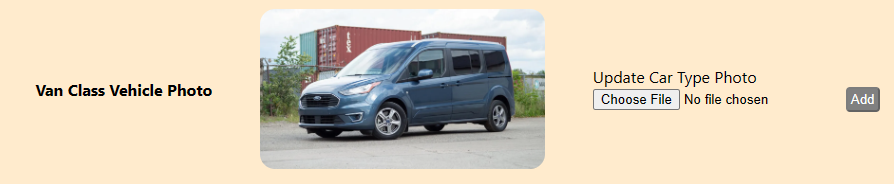 Van Class Vehicle Photo
Update Car Type Photo
Choose File No file chosen
Add